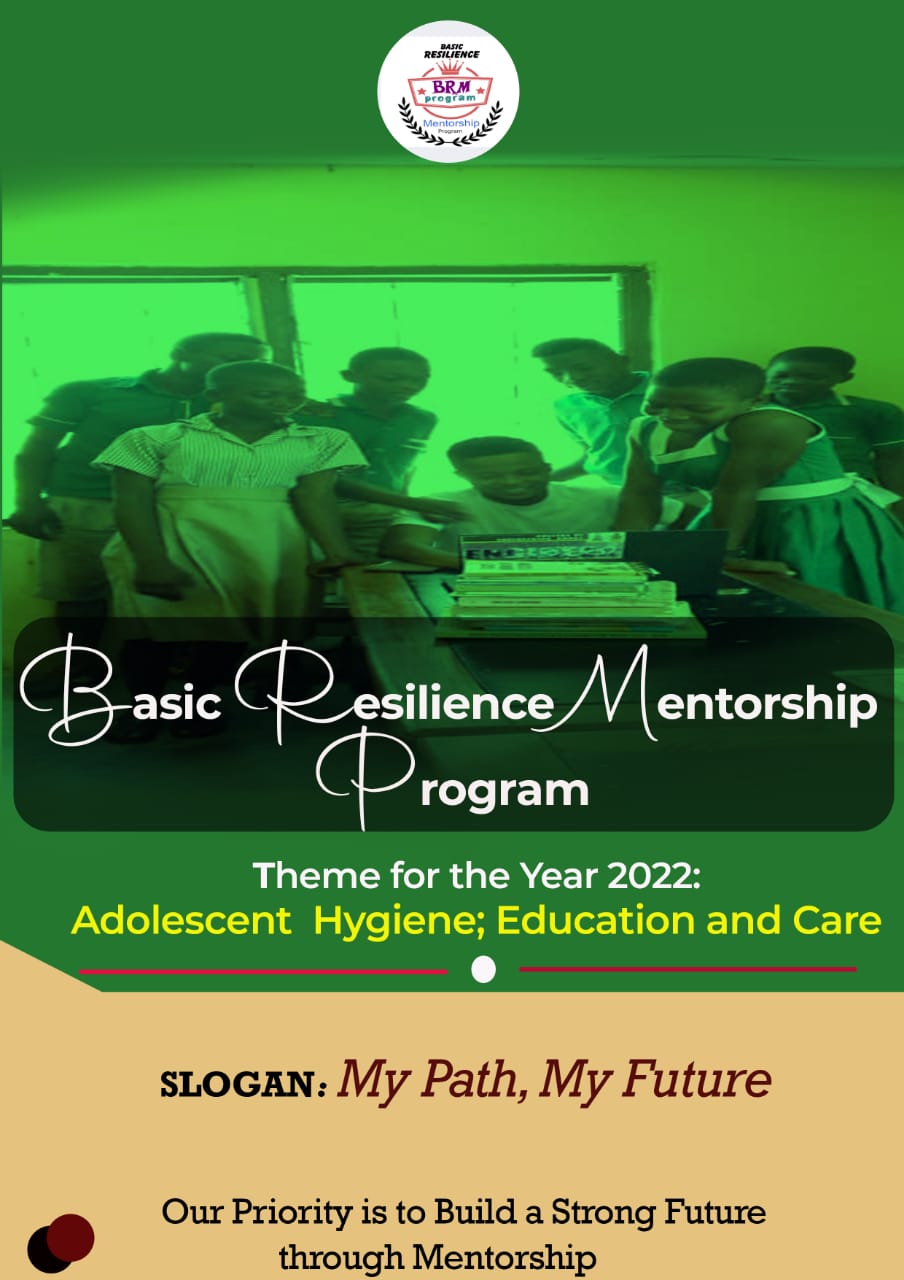 BASIC
RESILIENCE
BRM
program
Mentorship
Program
Basic Resilience Mentorship
Program
Theme for the Year 2022:
Adolescent Hygiene; Education and Care
SLOGAN: My Path, My Future
Our Priority is to Build a Strong Future
through Mentorship